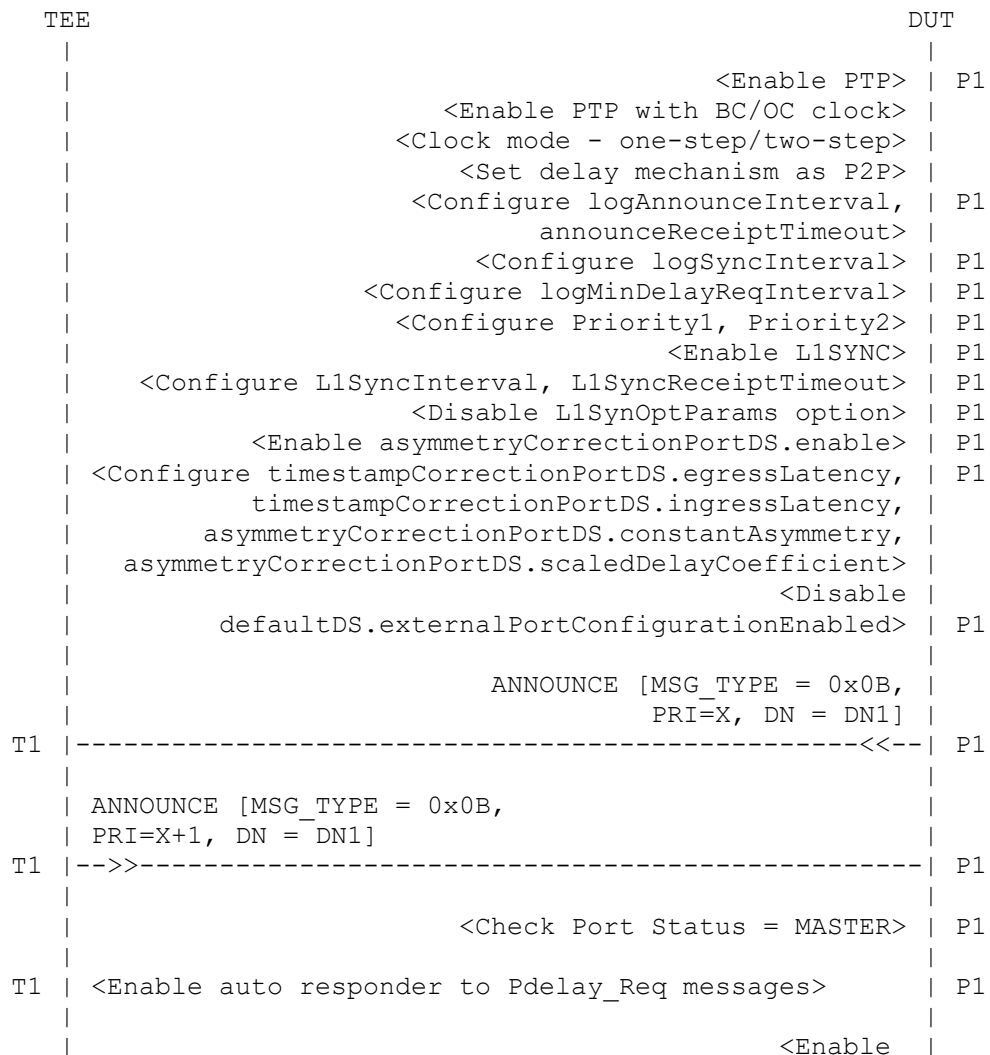 TEE DUT
| |
| <Enable PTP> | P1
| <Enable PTP with BC/OC clock> |
| <Clock mode - one-step/two-step> |
| <Set delay mechanism as P2P> |
| <Configure logAnnounceInterval, | P1
| announceReceiptTimeout> |
| <Configure logSyncInterval> | P1
| <Configure logMinDelayReqInterval> | P1
| <Configure Priority1, Priority2> | P1
| <Enable L1SYNC> | P1
| <Configure L1SyncInterval, L1SyncReceiptTimeout> | P1
| <Disable L1SynOptParams option> | P1
| <Enable asymmetryCorrectionPortDS.enable> | P1
| <Configure timestampCorrectionPortDS.egressLatency, | P1
| timestampCorrectionPortDS.ingressLatency, |
| asymmetryCorrectionPortDS.constantAsymmetry, |
| asymmetryCorrectionPortDS.scaledDelayCoefficient> |
| <Disable |
| defaultDS.externalPortConfigurationEnabled> | P1
| |
| ANNOUNCE [MSG_TYPE = 0x0B, |
| PRI=X, DN = DN1] |
T1 |-------------------------------------------------<<--| P1
| |
| ANNOUNCE [MSG_TYPE = 0x0B, |
| PRI=X+1, DN = DN1] |
T1 |-->>-------------------------------------------------| P1
| |
| <Check Port Status = MASTER> | P1
| |
T1 | <Enable auto responder to Pdelay_Req messages> | P1
| |
| <Enable |